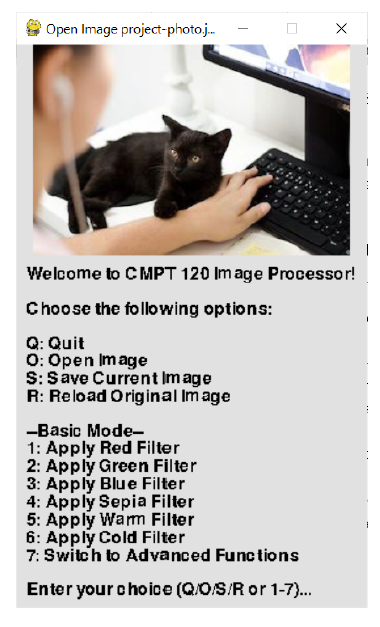 Open Image project-photo.j...
Welcome to CMPT 120 Image Processor!
Choose the following options:
Q: Quit
O: Open Image
S: Save Current Image
R: Reload Original Image
--Basic Mode--
1: Apply Red Filter
2: Apply Green Filter
3: Apply Blue Filter
4: Apply Sepia Filter
5: Apply Warm Filter
6: Apply Cold Filter
7: Switch to Advanced Functions
Enter your choice (Q/O/S/R or 1-7)...